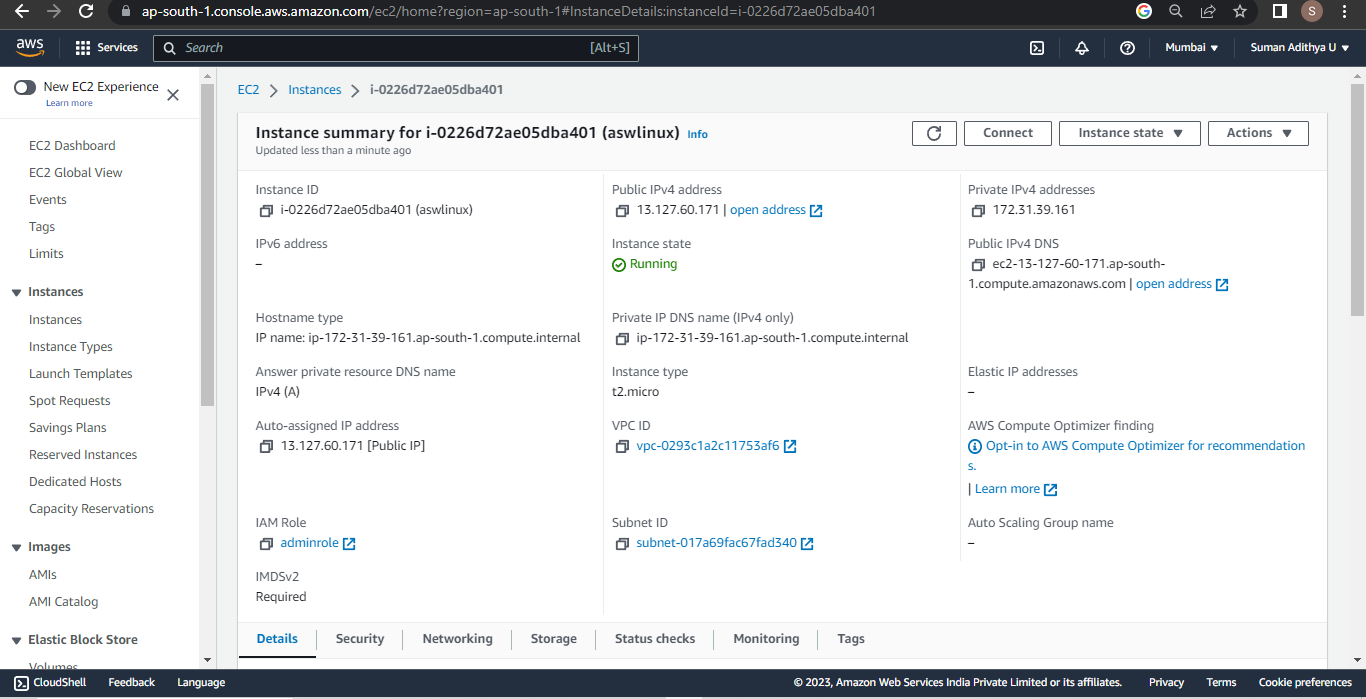 ap-south-1.console.aws.amazon.com/ec2/home?region=ap-south-1#InstanceDetails:instanceId=i-0226d72ae05dba401
S
aws
Services
Search
[Alt+S]
Mumbai
Suman Adithya U
New EC2 Experience
Learn more
EC2 Dashboard
EC2 Global View
Events
Tags
Limits
Instances
Instances
Instance Types
Launch Templates
Spot Requests
Savings Plans
Reserved Instances
Dedicated Hosts
Capacity Reservations
Images
AMIs
AMI Catalog
Elastic Block Store
Volumes
EC2 > Instances > i-0226d72ae05dba401
Instance summary for i-0226d72ae05dba401 (aswlinux) Info
Updated less than a minute ago
Connect
Instance state
Actions
Instance ID
i-0226d72ae05dba401 (aswlinux)
Public IPv4 address
13.127.60.171 | open address
Private IPv4 addresses
172.31.39.161
IPv6 address
–
Instance state
Running
Public IPv4 DNS
ec2-13-127-60-171.ap-south-
1.compute.amazonaws.com | open address
Hostname type
IP name: ip-172-31-39-161.ap-south-1.compute.internal
Private IP DNS name (IPv4 only)
ip-172-31-39-161.ap-south-1.compute.internal
Answer private resource DNS name
IPv4 (A)
Instance type
t2.micro
Elastic IP addresses
–
Auto-assigned IP address
13.127.60.171 [Public IP]
VPC ID
vpc-0293c1a2c11753af6
AWS Compute Optimizer finding
Opt-in to AWS Compute Optimizer for recommendation
s.
| Learn more
IAM Role
adminrole
Subnet ID
subnet-017a69fac67fad340
Auto Scaling Group name
–
IMDSv2
Required
Details
Security
Networking
Storage
Status checks
Monitoring
Tags
CloudShell
Feedback
Language
© 2023, Amazon Web Services India Private Limited or its affiliates.
Privacy
Terms
Cookie preferences